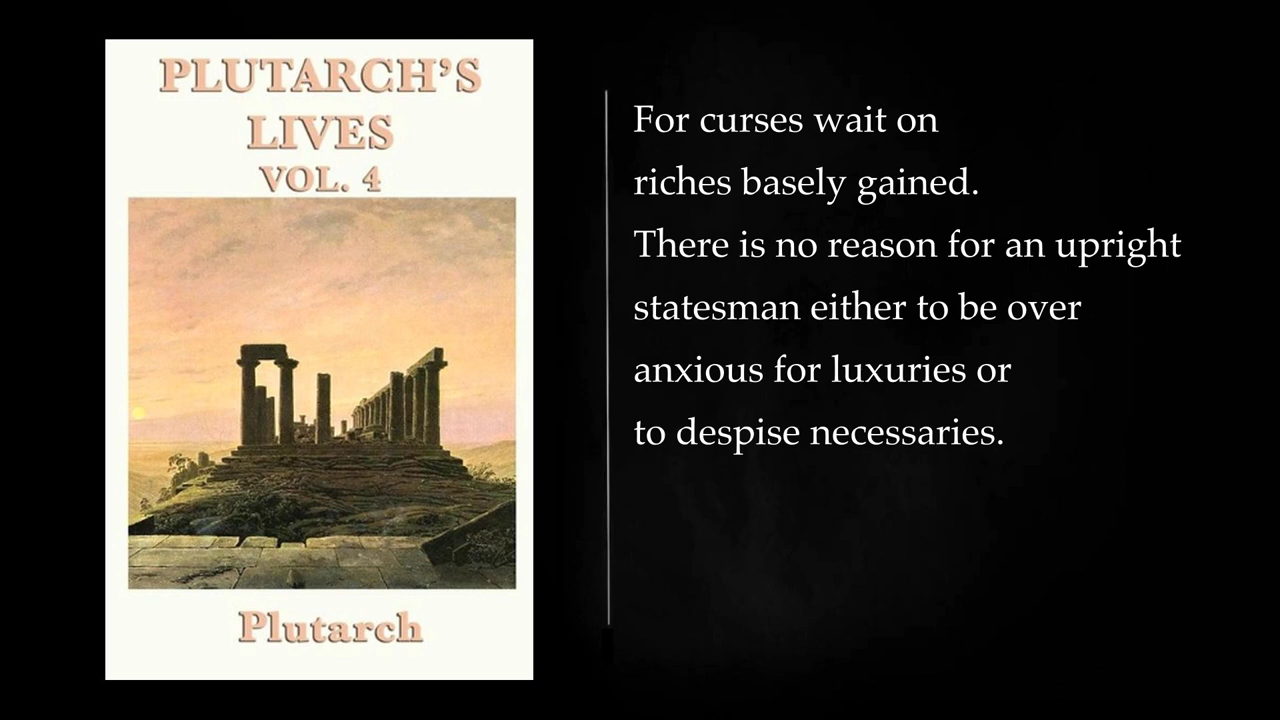 PLUTARCH'S
LIVES
VOL. 4
Plutarch
For curses wait on
riches basely gained.
There is no reason for an upright
statesman either to be over
anxious for luxuries or
to despise necessaries.